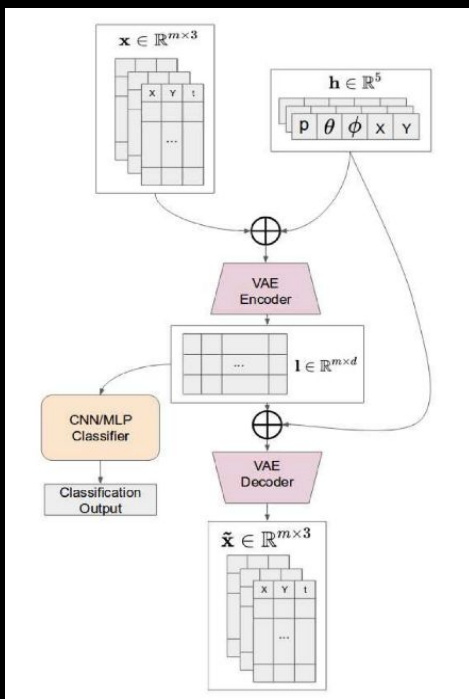 x ∈ ℝ^{m×3}
X Y t
...
h ∈ ℝ^5
p θ ϕ X Y
⊕
VAE
Encoder
...
l ∈ ℝ^{m×d}
CNN/MLP
Classifier
⊕
VAE
Decoder
Classification
Output
x̃ ∈ ℝ^{m×3}
X Y t
...